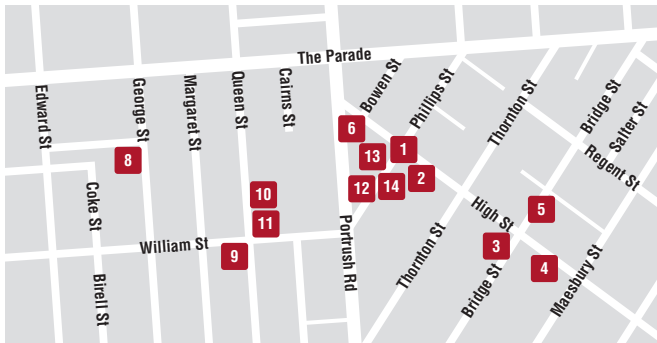 The Parade
Edward St
George St
Margaret St
Queen St
Cairns St
Bowen St
Phillips St
Thornton St
Bridge St
Salter St
Regent St
6
1
13
8
2
12
14
10
11
5
Coke St
High St
William St
9
Portrush Rd
3
4
Thornton St
Birell St
Bridge St
Maesbury St